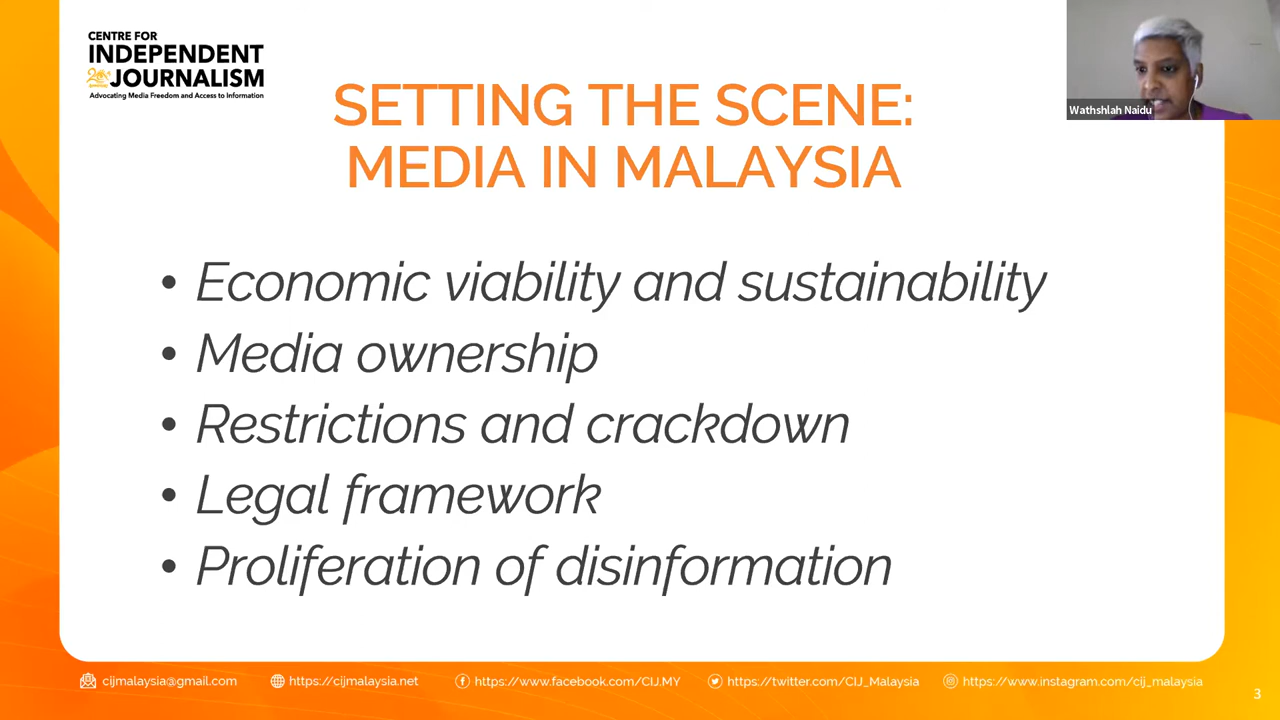 CENTRE FOR
INDEPENDENT
JOURNALISM
Advocating Media Freedom and Access to Information
Wathshlah Naidu
SETTING THE SCENE:
MEDIA IN MALAYSIA
• Economic viability and sustainability
• Media ownership
• Restrictions and crackdown
• Legal framework
• Proliferation of disinformation
cijmalaysia@gmail.com
https://cijmalaysia.net
https://www.facebook.com/CIJ.MY
https://twitter.com/CIJ_Malaysia
https://www.instagram.com/cij_malaysia
3